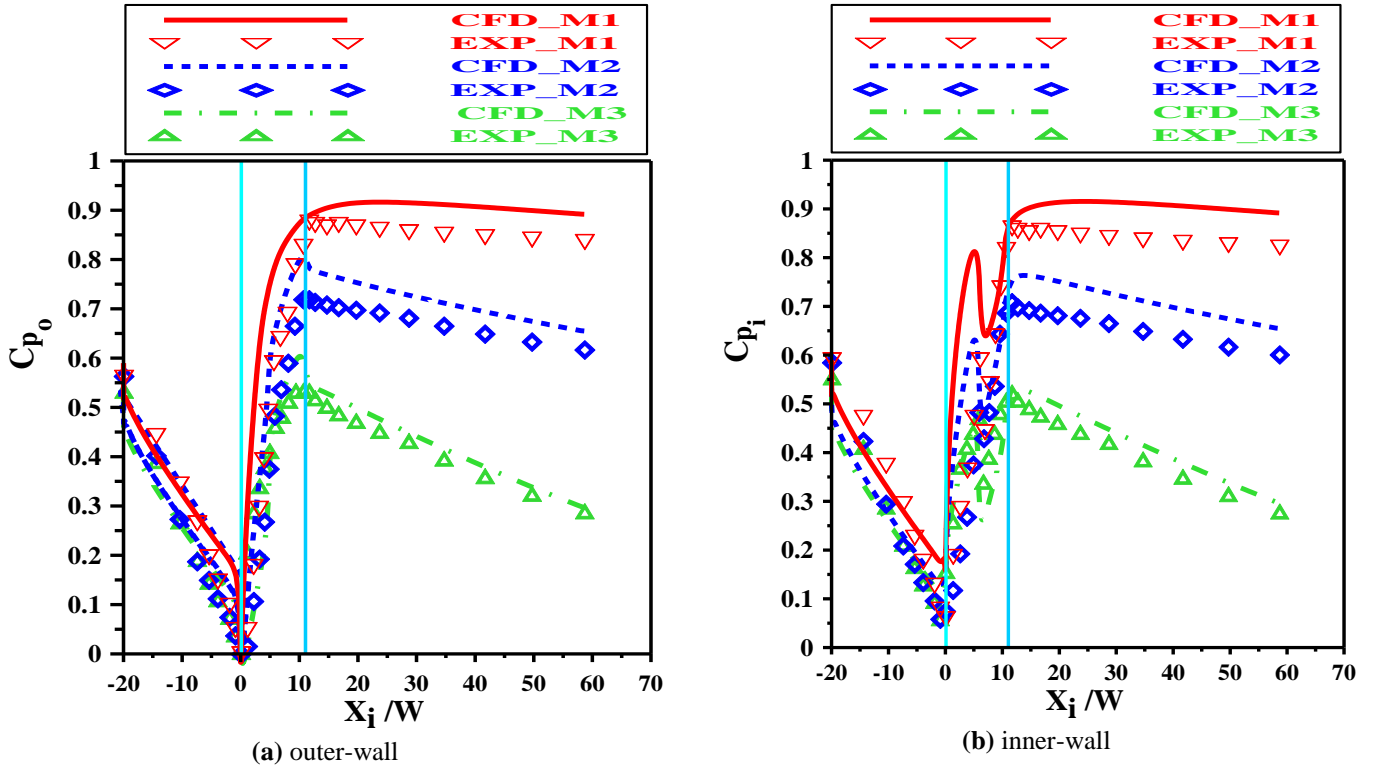 CFD_M1
EXP_M1
CFD_M2
EXP_M2
CFD_M3
EXP_M3
1
0.9
0.8
0.7
0.6
0.5
0.4
0.3
0.2
0.1
0
Cpo
-20 -10 0 10 20 30 40 50 60 70
Xi /W
(a) outer-wall
CFD_M1
EXP_M1
CFD_M2
EXP_M2
CFD_M3
EXP_M3
1
0.9
0.8
0.7
0.6
0.5
0.4
0.3
0.2
0.1
0
Cpi
-20 -10 0 10 20 30 40 50 60 70
Xi /W
(b) inner-wall